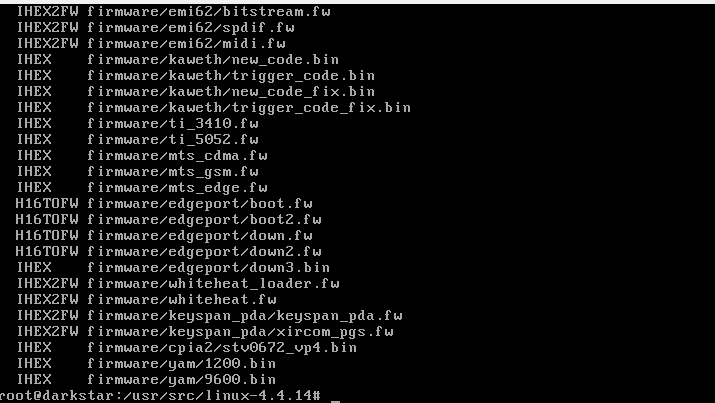 IHEX2FW firmware/emi62/bitstream.fw
IHEX2FW firmware/emi62/spdif.fw
IHEX2FW firmware/emi62/midi.fw
IHEX    firmware/kaweth/new_code.bin
IHEX    firmware/kaweth/trigger_code.bin
IHEX    firmware/kaweth/new_code_fix.bin
IHEX    firmware/kaweth/trigger_code_fix.bin
IHEX    firmware/ti_3410.fw
IHEX    firmware/ti_5052.fw
IHEX    firmware/mts_cdma.fw
IHEX    firmware/mts_gsm.fw
IHEX    firmware/mts_edge.fw
H16TOFW firmware/edgeport/boot.fw
H16TOFW firmware/edgeport/boot2.fw
H16TOFW firmware/edgeport/down.fw
H16TOFW firmware/edgeport/down2.fw
IHEX    firmware/edgeport/down3.bin
IHEX2FW firmware/whiteheat_loader.fw
IHEX2FW firmware/whiteheat.fw
IHEX2FW firmware/keyspan_pda/keyspan_pda.fw
IHEX2FW firmware/keyspan_pda/xircom_pgs.fw
IHEX    firmware/cpia2/stv0672_vp4.bin
IHEX    firmware/yam/1200.bin
IHEX    firmware/yam/9600.bin
root@darkstar:/usr/src/linux-4.4.14# _